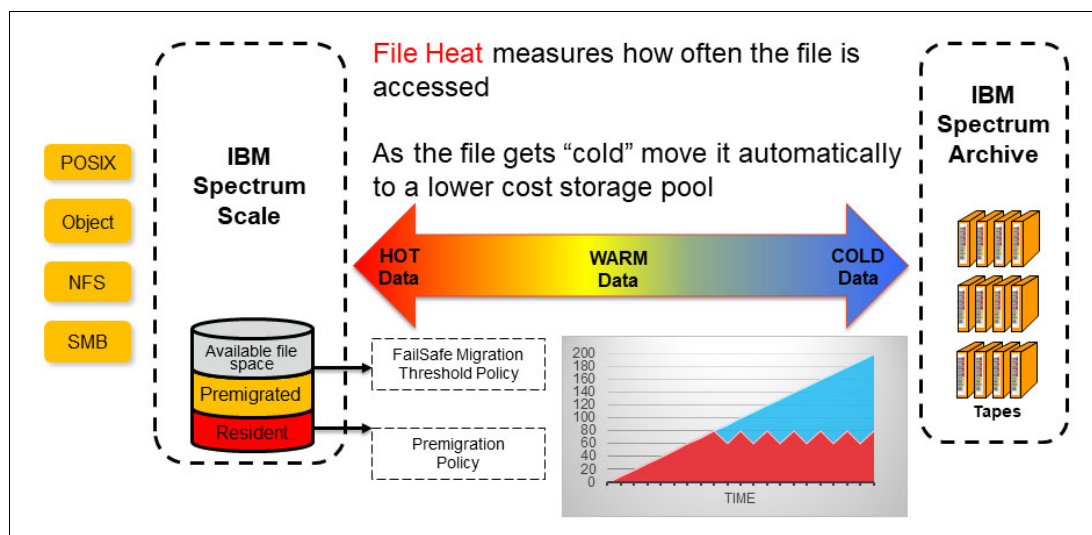 File Heat measures how often the file is
accessed
As the file gets “cold” move it automatically
to a lower cost storage pool
POSIX
Object
NFS
SMB
IBM
Spectrum
Scale
Available file
space
Premigrated
Resident
HOT
Data
WARM
Data
COLD
Data
FailSafe Migration
Threshold Policy
Premigration
Policy
200
180
160
140
120
100
80
60
40
20
0
TIME
IBM
Spectrum
Archive
Tapes